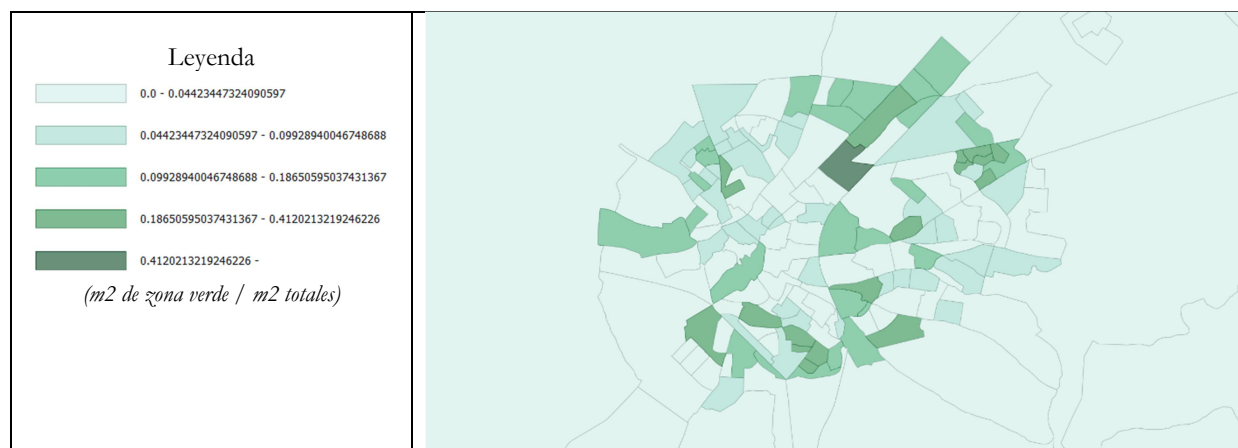 Leyenda
0.0 - 0.04423447324090597
0.04423447324090597 - 0.09928940046748688
0.09928940046748688 - 0.18650595037431367
0.18650595037431367 - 0.4120213219246226
0.4120213219246226 -
(m2 de zona verde / m2 totales)